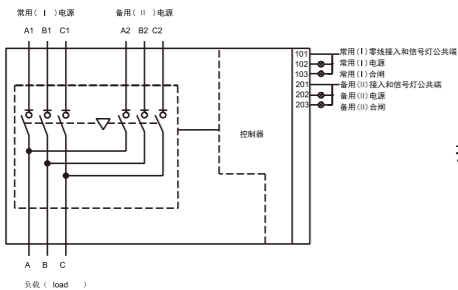 常用( I )电源 备用( II )电源
A1 B1 C1 A2 B2 C2
101 常用(I)零线接入和信号灯公共端
102 常用(I)电源
103 常用(I)合闸
201 备用(II)接入和信号灯公共端
202 备用(II)电源
203 备用(II)合闸
控制器
A B C
负载( load )